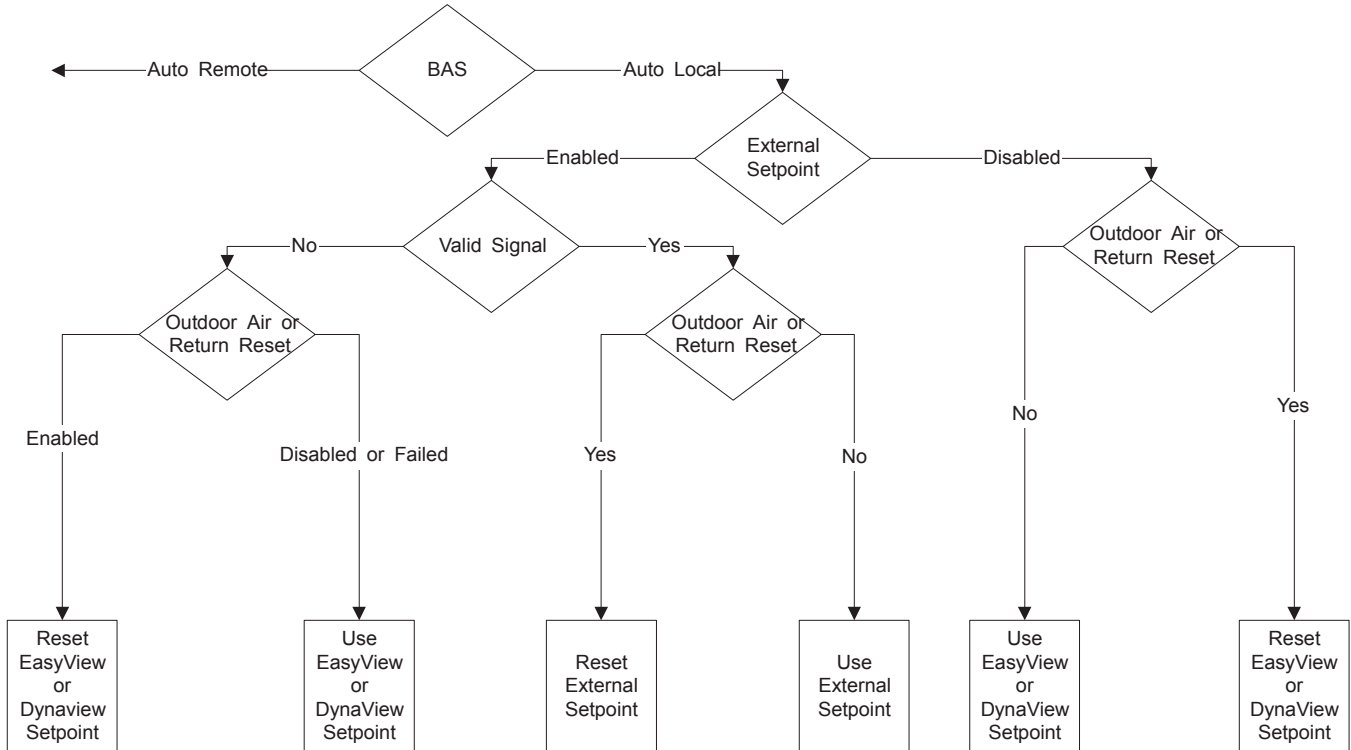 Auto Remote
BAS
Auto Local
External
Setpoint
Enabled
Disabled
No
Valid Signal
Yes
Outdoor Air or
Return Reset
Outdoor Air or
Return Reset
Outdoor Air or
Return Reset
Enabled
Disabled or Failed
Yes
No
No
Yes
Reset
EasyView
or
Dynaview
Setpoint
Use
EasyView
or
DynaView
Setpoint
Reset
External
Setpoint
Use
External
Setpoint
Use
EasyView
or
DynaView
Setpoint
Reset
EasyView
or
DynaView
Setpoint